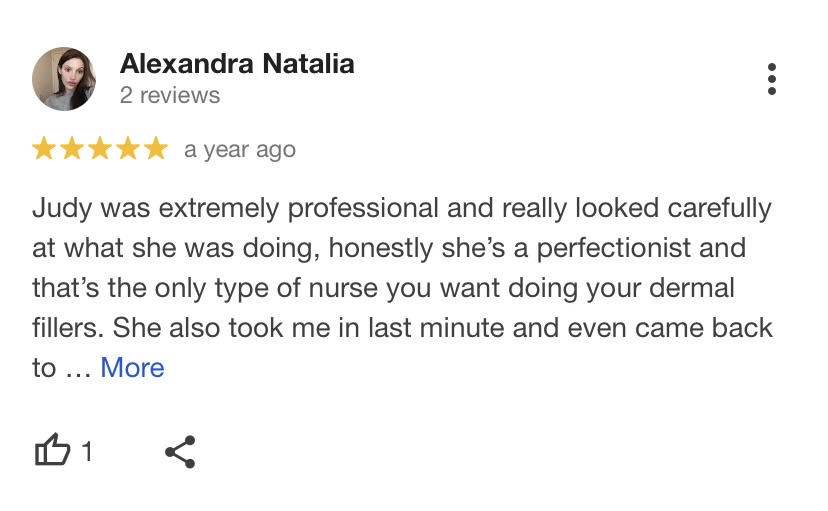 Alexandra Natalia
2 reviews
a year ago
Judy was extremely professional and really looked carefully
at what she was doing, honestly she’s a perfectionist and
that’s the only type of nurse you want doing your dermal
fillers. She also took me in last minute and even came back
to … More
1